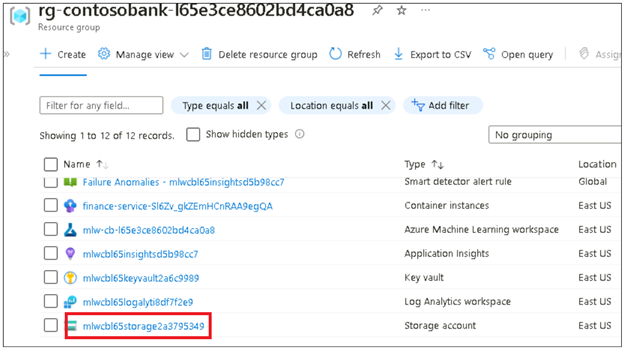 rg-contosobank-l65e3ce8602bd4ca0a8
Resource group
Create Manage view Delete resource group Refresh Export to CSV Open query Assig
Filter for any field... Type equals all Location equals all Add filter
Showing 1 to 12 of 12 records. Show hidden types No grouping
Name Type Location
Failure Anomalies - mlwcbl65insightsd5b98cc7 Smart detector alert rule Global
finance-service-Sl6Zv_gkZEmHCnRAA9egQA Container instances East US
mlw-cb-l65e3ce8602bd4ca0a8 Azure Machine Learning workspace East US
mlwcbl65insightsd5b98cc7 Application Insights East US
mlwcbl65keyvault2a6c9989 Key vault East US
mlwcbl65logalyti8df7f2e9 Log Analytics workspace East US
mlwcbl65storage2a3795349 Storage account East US